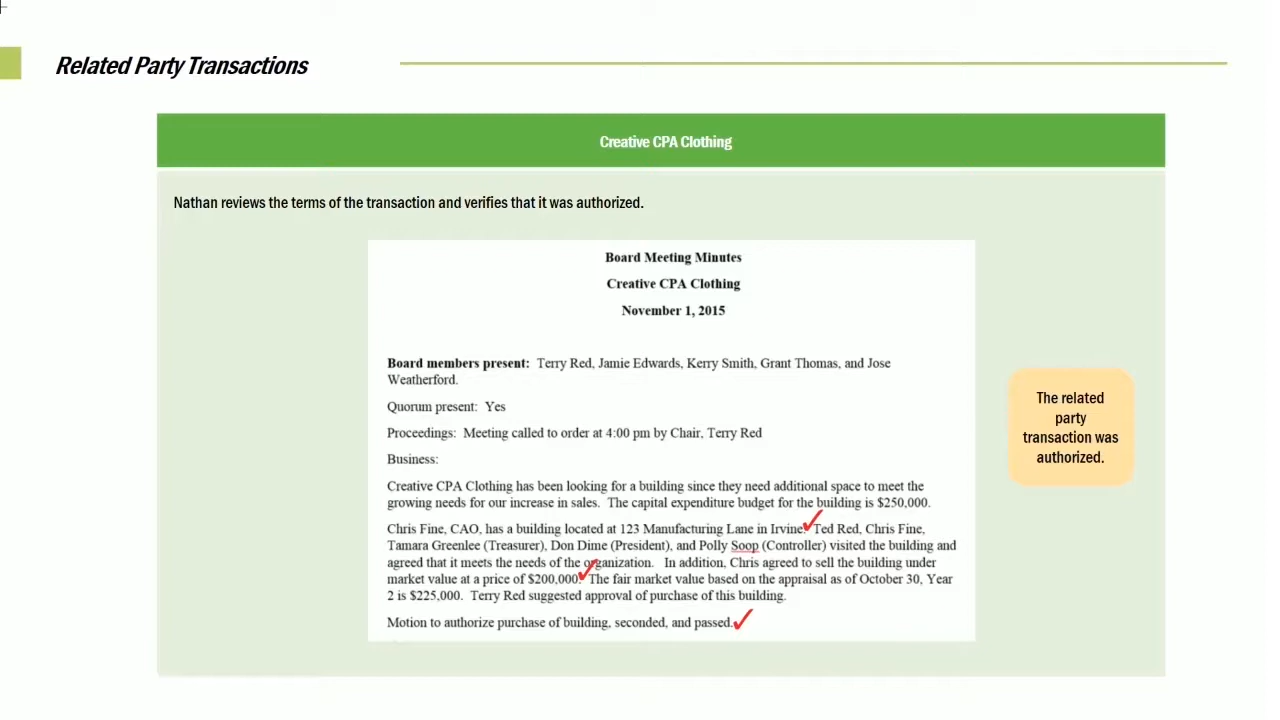 Related Party Transactions
Creative CPA Clothing
Nathan reviews the terms of the transaction and verifies that it was authorized.
Board Meeting Minutes
Creative CPA Clothing
November 1, 2015
Board members present: Terry Red, Jamie Edwards, Kerry Smith, Grant Thomas, and Jose
Weatherford.
Quorum present: Yes
Proceedings: Meeting called to order at 4:00 pm by Chair, Terry Red
Business:
Creative CPA Clothing has been looking for a building since they need additional space to meet the
growing needs for our increase in sales. The capital expenditure budget for the building is $250,000.
Chris Fine, CAO, has a building located at 123 Manufacturing Lane in Irvine. Ted Red, Chris Fine,
Tamara Greenlee (Treasurer), Don Dime (President), and Polly Soop (Controller) visited the building and
agreed that it meets the needs of the organization. In addition, Chris agreed to sell the building under
market value at a price of $200,000. The fair market value based on the appraisal as of October 30, Year
2 is $225,000. Terry Red suggested approval of purchase of this building.
Motion to authorize purchase of building, seconded, and passed.
The related
party
transaction was
authorized.